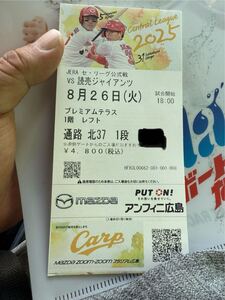 Central League
2025
JERA セ・リーグ公式戦
VS 読売ジャイアンツ
8月26日(火)
試合開始
18:00
プレミアムテラス
1階 レフト
通路 北37 1段
¥4,800(税込)
mazda
PUT ON!
アンフィニ広島
Carp
MAZDA Zoom-Zoom スタジアム広島